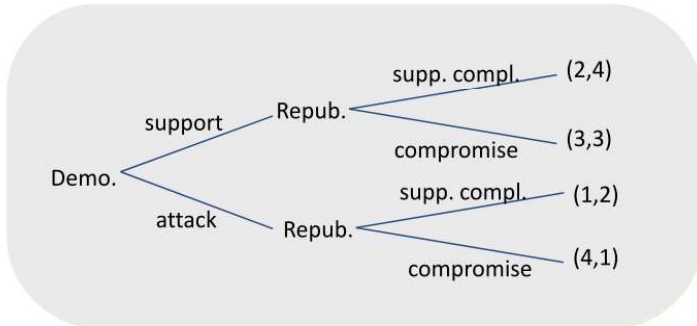 supp. compl.
(2,4)
support
Repub.
compromise
(3,3)
Demo.
supp. compl.
(1,2)
attack
Repub.
compromise
(4,1)